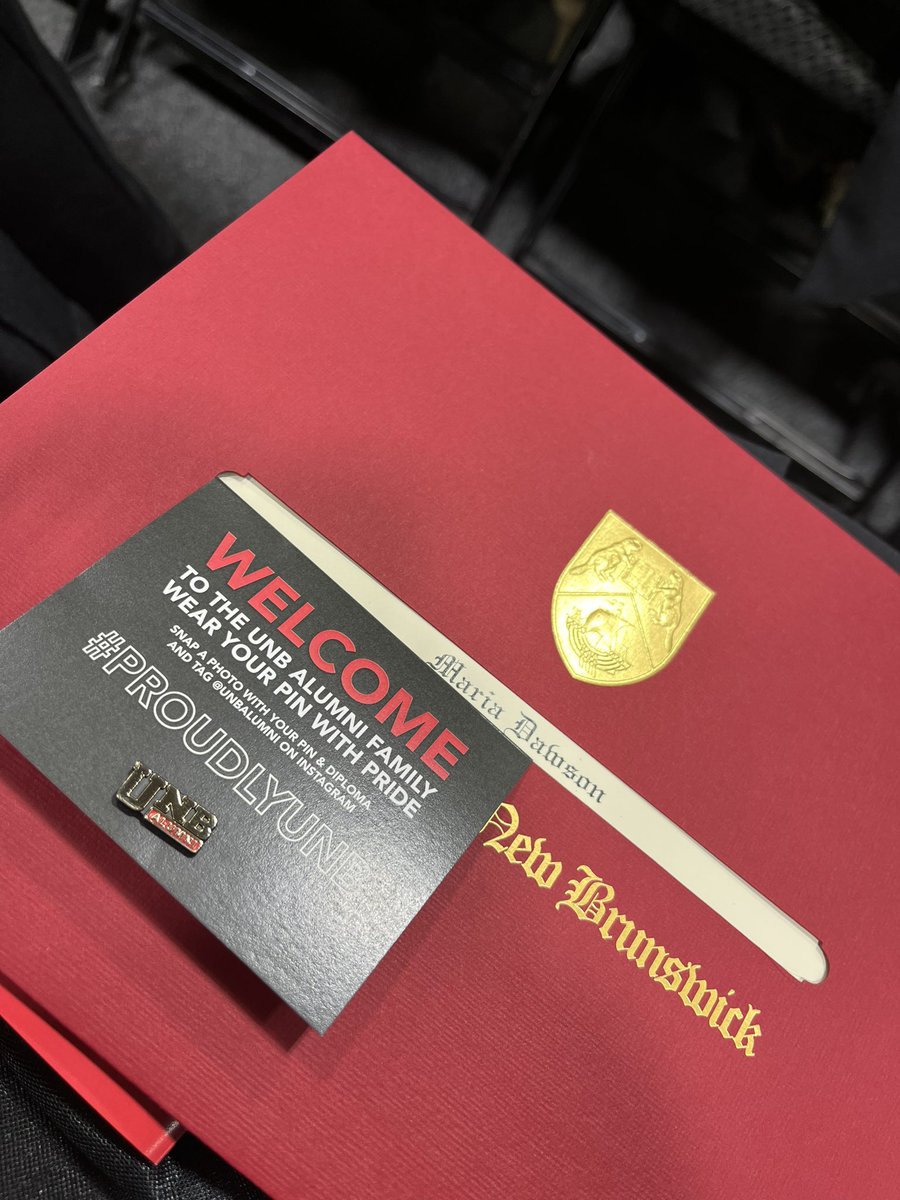 WELCOME
TO THE UNB ALUMNI FAMILY
WEAR YOUR PIN WITH PRIDE
SNAP A PHOTO WITH YOUR PIN & DIPLOMA
AND TAG @UNBALUMNI ON INSTAGRAM
#PROUDLYUNB
UNB
ALUMNI
Maria Dawson
New Brunswick